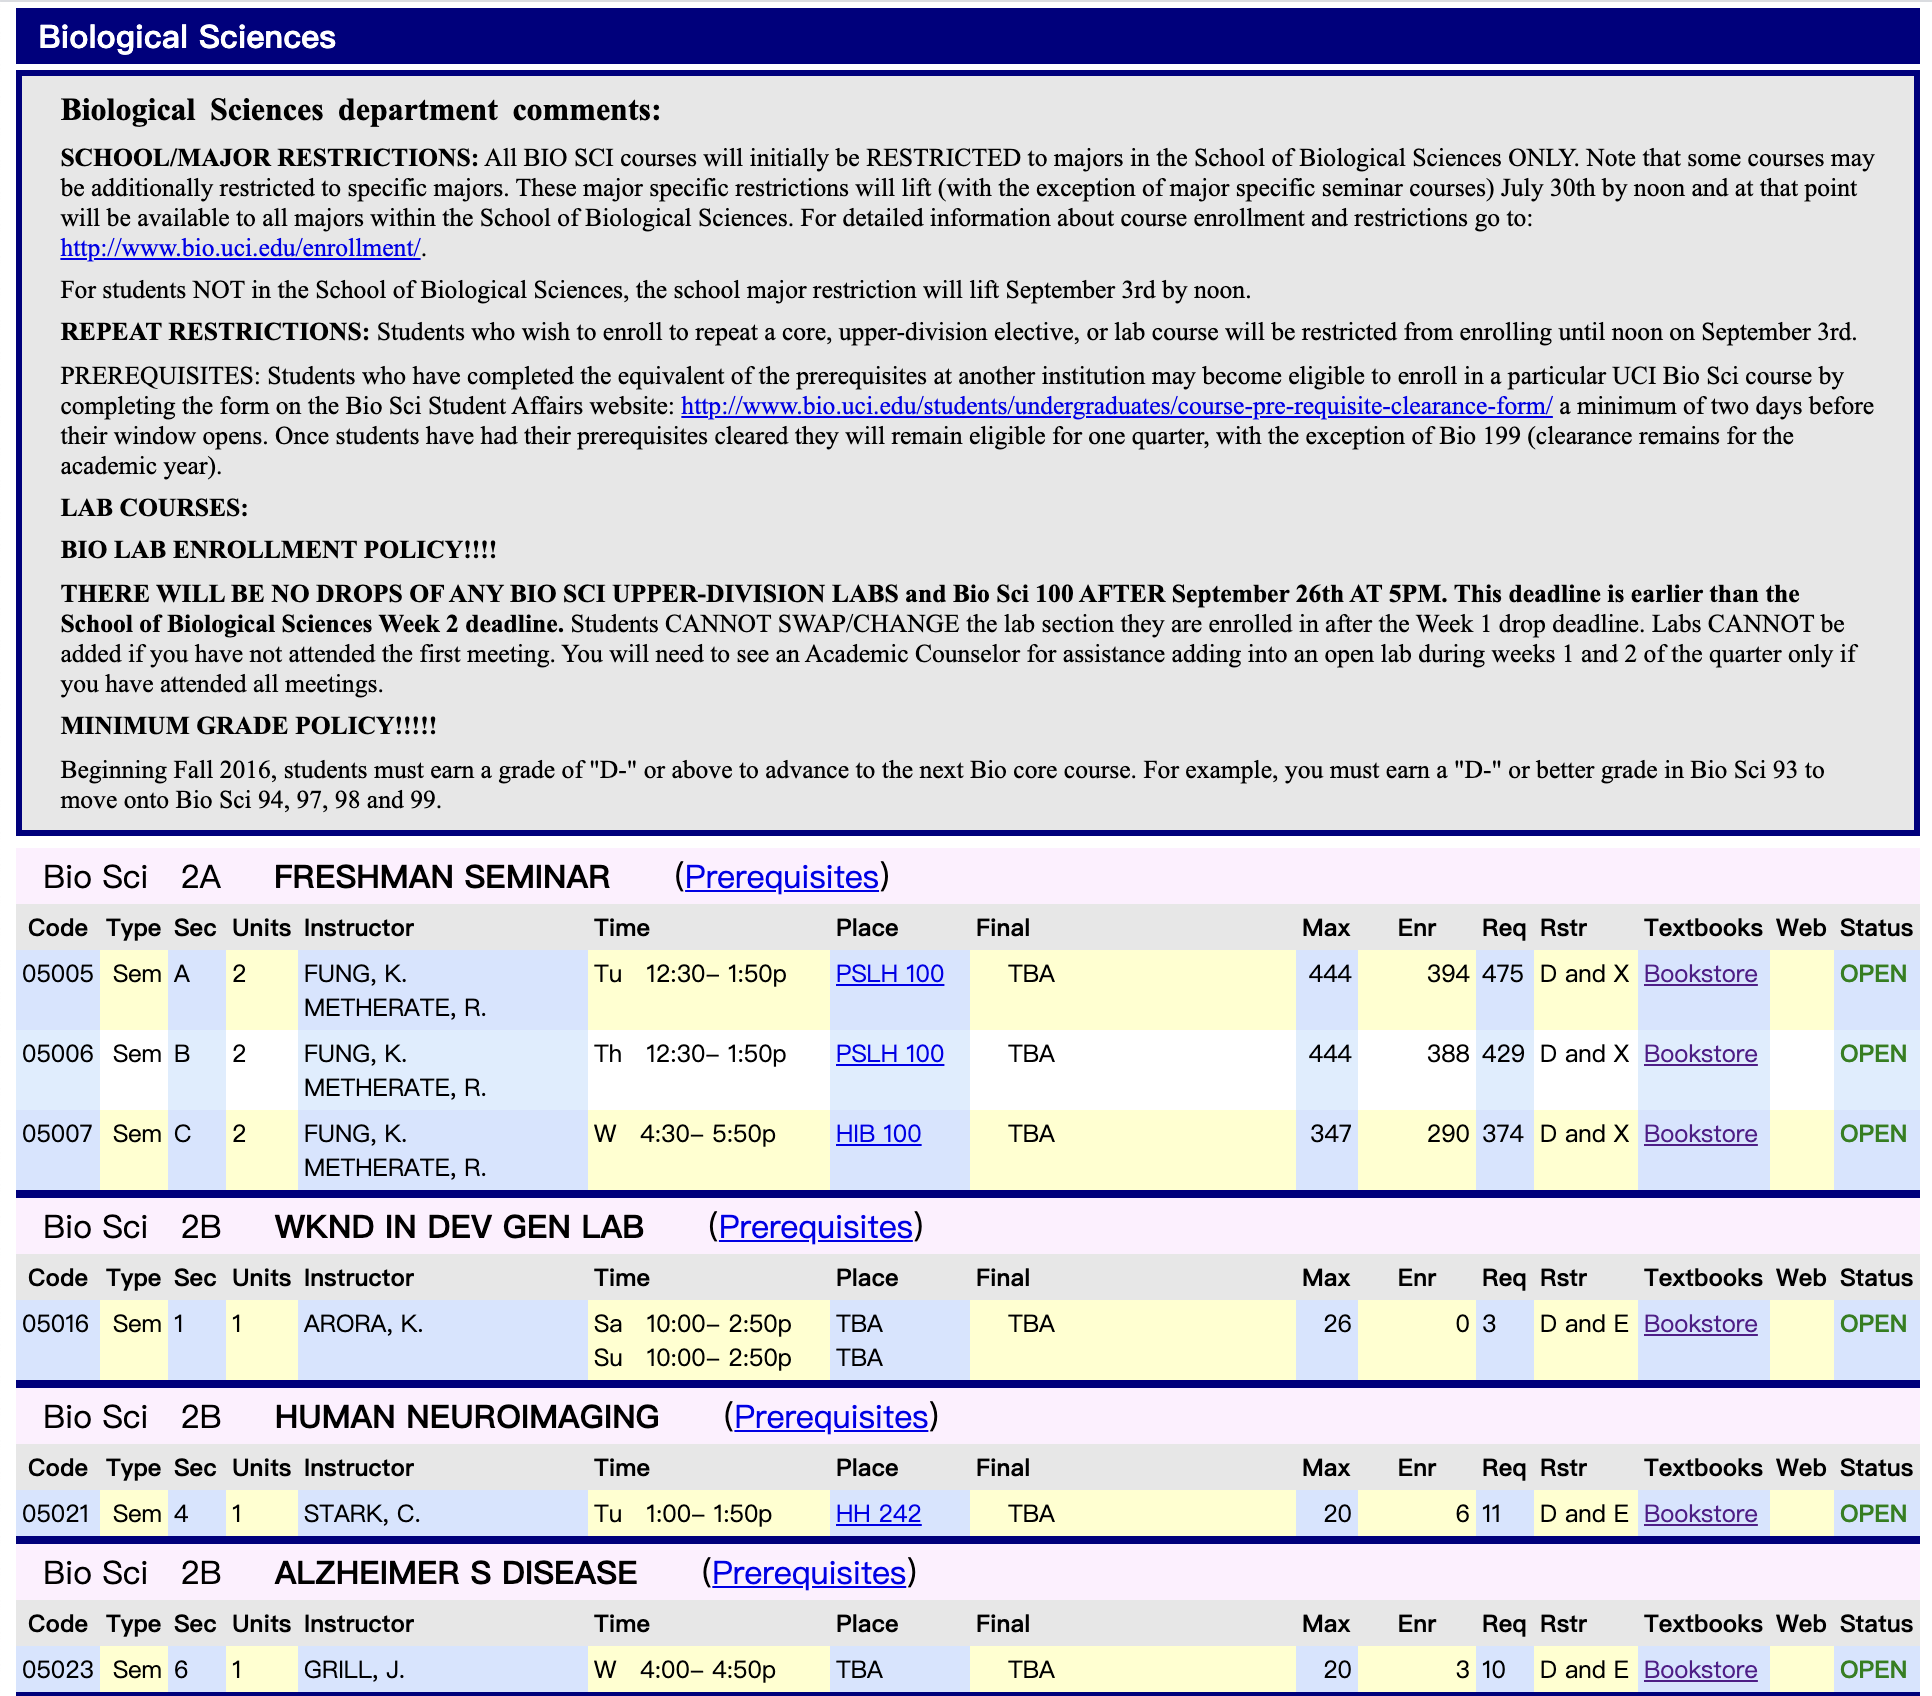 Biological Sciences
Biological Sciences department comments:
SCHOOL/MAJOR RESTRICTIONS: All BIO SCI courses will initially be RESTRICTED to majors in the School of Biological Sciences ONLY. Note that some courses may
be additionally restricted to specific majors. These major specific restrictions will lift (with the exception of major specific seminar courses) July 30th by noon and at that point
will be available to all majors within the School of Biological Sciences. For detailed information about course enrollment and restrictions go to:
http://www.bio.uci.edu/enrollment/.
For students NOT in the School of Biological Sciences, the school major restriction will lift September 3rd by noon.
REPEAT RESTRICTIONS: Students who wish to enroll to repeat a core, upper-division elective, or lab course will be restricted from enrolling until noon on September 3rd.
PREREQUISITES: Students who have completed the equivalent of the prerequisites at another institution may become eligible to enroll in a particular UCI Bio Sci course by
completing the form on the Bio Sci Student Affairs website: http://www.bio.uci.edu/students/undergraduates/course-pre-requisite-clearance-form/ a minimum of two days before
their window opens. Once students have had their prerequisites cleared they will remain eligible for one quarter, with the exception of Bio 199 (clearance remains for the
academic year).
LAB COURSES:
BIO LAB ENROLLMENT POLICY!!!!
THERE WILL BE NO DROPS OF ANY BIO SCI UPPER-DIVISION LABS and Bio Sci 100 AFTER September 26th AT 5PM. This deadline is earlier than the
School of Biological Sciences Week 2 deadline. Students CANNOT SWAP/CHANGE the lab section they are enrolled in after the Week 1 drop deadline. Labs CANNOT be
added if you have not attended the first meeting. You will need to see an Academic Counselor for assistance adding into an open lab during weeks 1 and 2 of the quarter only if
you have attended all meetings.
MINIMUM GRADE POLICY!!!!!
Beginning Fall 2016, students must earn a grade of "D-" or above to advance to the next Bio core course. For example, you must earn a "D-" or better grade in Bio Sci 93 to
move onto Bio Sci 94, 97, 98 and 99.
Bio Sci 2A FRESHMAN SEMINAR (Prerequisites)
Code Type Sec Units Instructor Time Place Final Max Enr Req Rstr Textbooks Web Status
05005 Sem A 2 FUNG, K. Tu 12:30– 1:50p PSLH 100 TBA 444 394 475 D and X Bookstore OPEN
METHERATE, R.
05006 Sem B 2 FUNG, K. Th 12:30– 1:50p PSLH 100 TBA 444 388 429 D and X Bookstore OPEN
METHERATE, R.
05007 Sem C 2 FUNG, K. W 4:30– 5:50p HIB 100 TBA 347 290 374 D and X Bookstore OPEN
METHERATE, R.
Bio Sci 2B WKND IN DEV GEN LAB (Prerequisites)
Code Type Sec Units Instructor Time Place Final Max Enr Req Rstr Textbooks Web Status
05016 Sem 1 1 ARORA, K. Sa 10:00– 2:50p TBA TBA 26 0 3 D and E Bookstore OPEN
Su 10:00– 2:50p TBA
Bio Sci 2B HUMAN NEUROIMAGING (Prerequisites)
Code Type Sec Units Instructor Time Place Final Max Enr Req Rstr Textbooks Web Status
05021 Sem 4 1 STARK, C. Tu 1:00– 1:50p HH 242 TBA 20 6 11 D and E Bookstore OPEN
Bio Sci 2B ALZHEIMER S DISEASE (Prerequisites)
Code Type Sec Units Instructor Time Place Final Max Enr Req Rstr Textbooks Web Status
05023 Sem 6 1 GRILL, J. W 4:00– 4:50p TBA TBA 20 3 10 D and E Bookstore OPEN